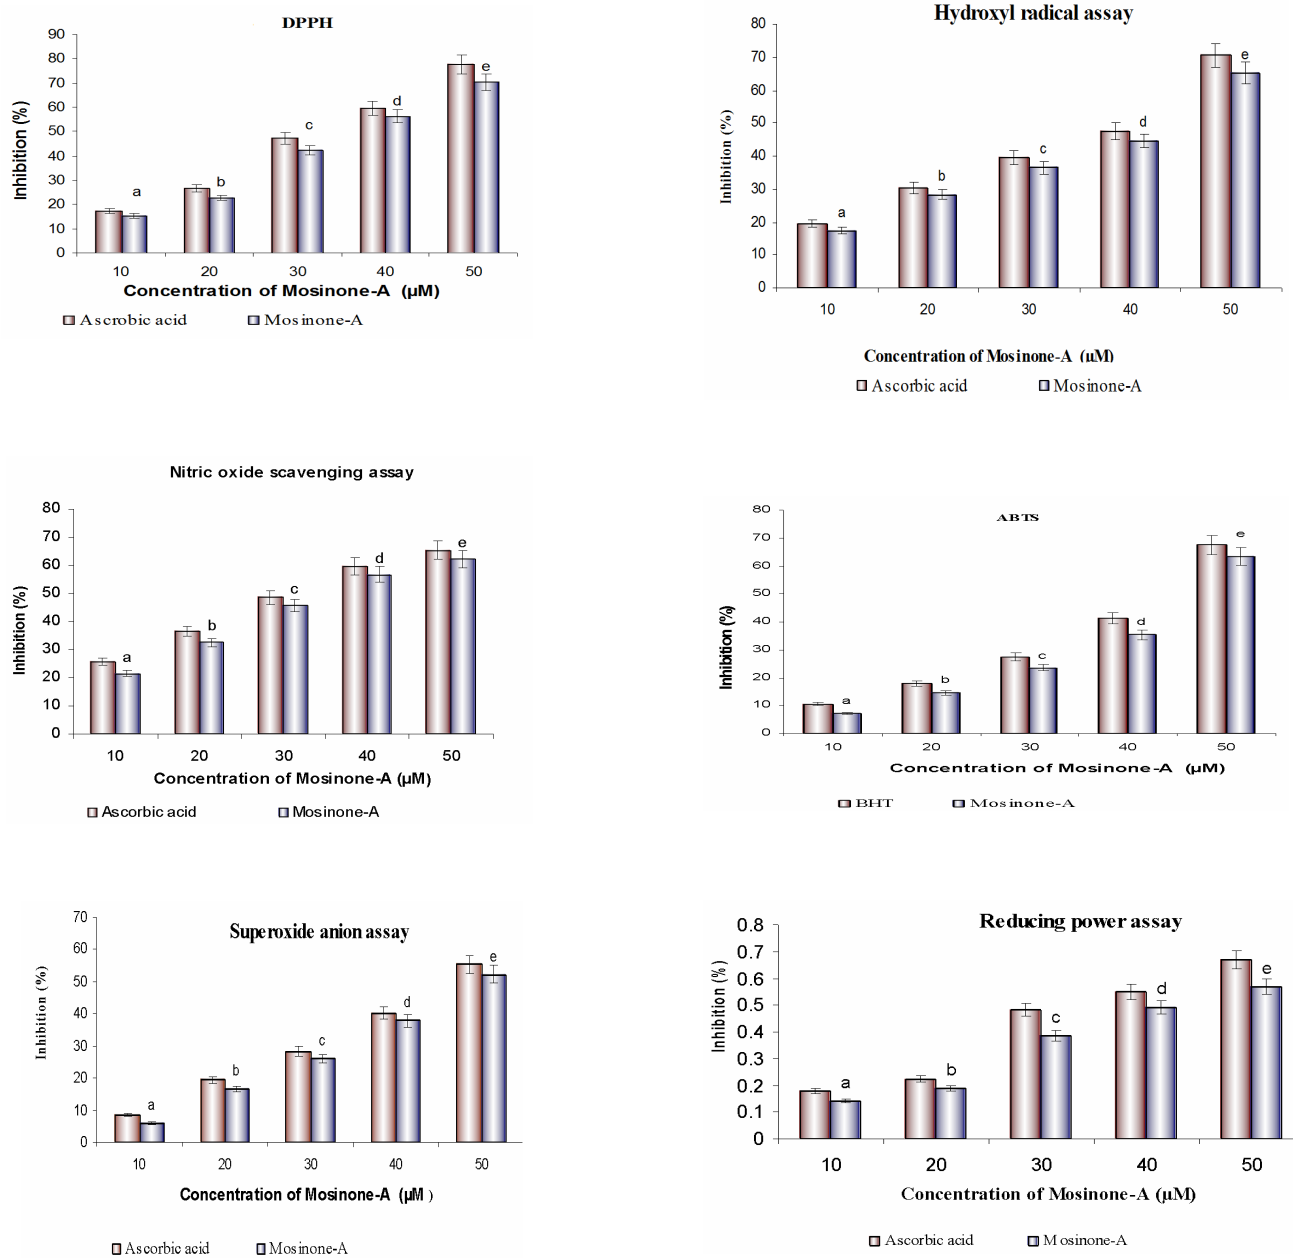 DPPH
90
80
70
60
50
40
30
20
10
0
Inhibition (%)
a
b
c
d
e
10 20 30 40 50
Concentration of Mosinone-A (µM)
Ascrobic acid Mosinone-A
Hydroxyl radical assay
80
70
60
50
40
30
20
10
0
Inhibition (%)
a
b
c
d
e
10 20 30 40 50
Concentration of Mosinone-A (µM)
Ascorbic acid Mosinone-A
Nitric oxide scavenging assay
80
70
60
50
40
30
20
10
0
Inhibition (%)
a
b
c
d
e
10 20 30 40 50
Concentration of Mosinone-A (µM)
Ascorbic acid Mosinone-A
ABTS
80
70
60
50
40
30
20
10
0
Inhibition (%)
a
b
c
d
e
10 20 30 40 50
Concentration of Mosinone-A (µM)
BHT Mosinone-A
Superoxide anion assay
70
60
50
40
30
20
10
0
Inhibition (%)
a
b
c
d
e
10 20 30 40 50
Concentration of Mosinone-A (µM )
Ascorbic acid Mosinone-A
Reducing power assay
0.8
0.7
0.6
0.5
0.4
0.3
0.2
0.1
0
Inhibition (%)
a
b
c
d
e
10 20 30 40 50
Concentration of Mosinone-A (µM)
Ascorbic acid Mosinone-A